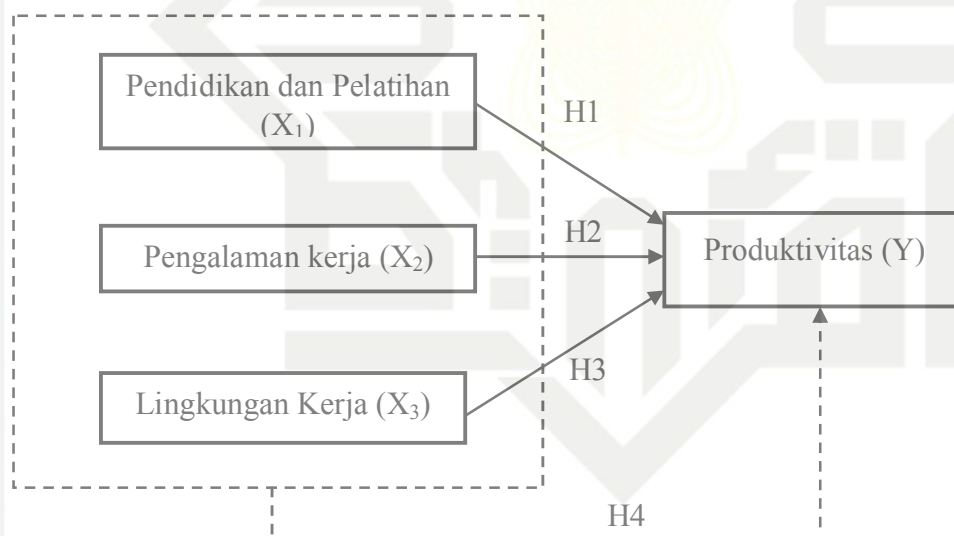 Pendidikan dan Pelatihan
(X₁)
H1
Pengalaman kerja (X₂)
H2
Produktivitas (Y)
Lingkungan Kerja (X₃)
H3
H4